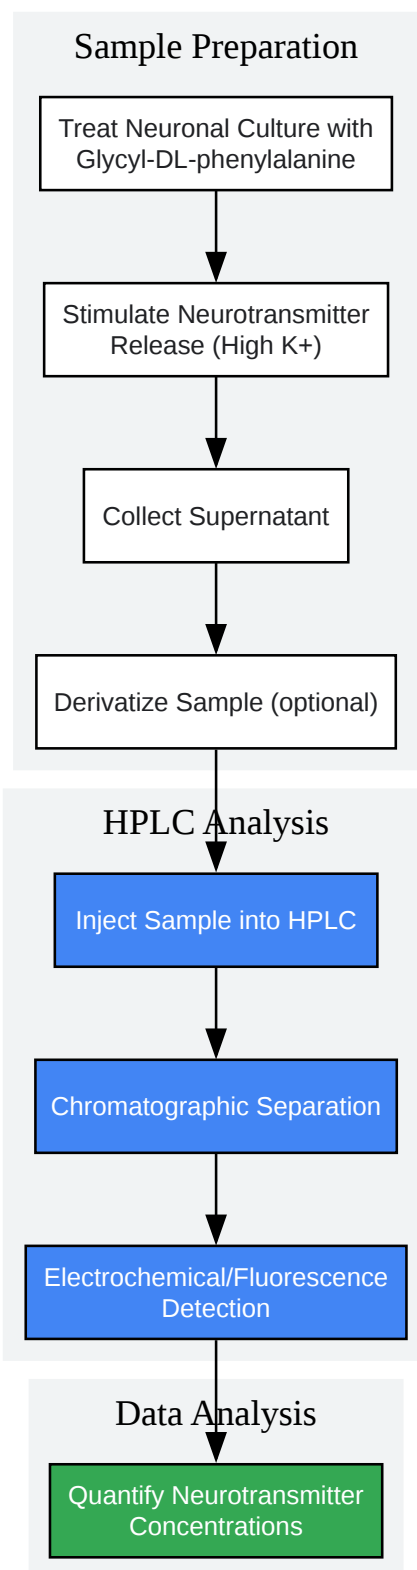 Sample Preparation
Treat Neuronal Culture with
Glycyl-DL-phenylalanine
Stimulate Neurotransmitter
Release (High K+)
Collect Supernatant
Derivatize Sample (optional)
HPLC Analysis
Inject Sample into HPLC
Chromatographic Separation
Electrochemical/Fluorescence
Detection
Data Analysis
Quantify Neurotransmitter
Concentrations